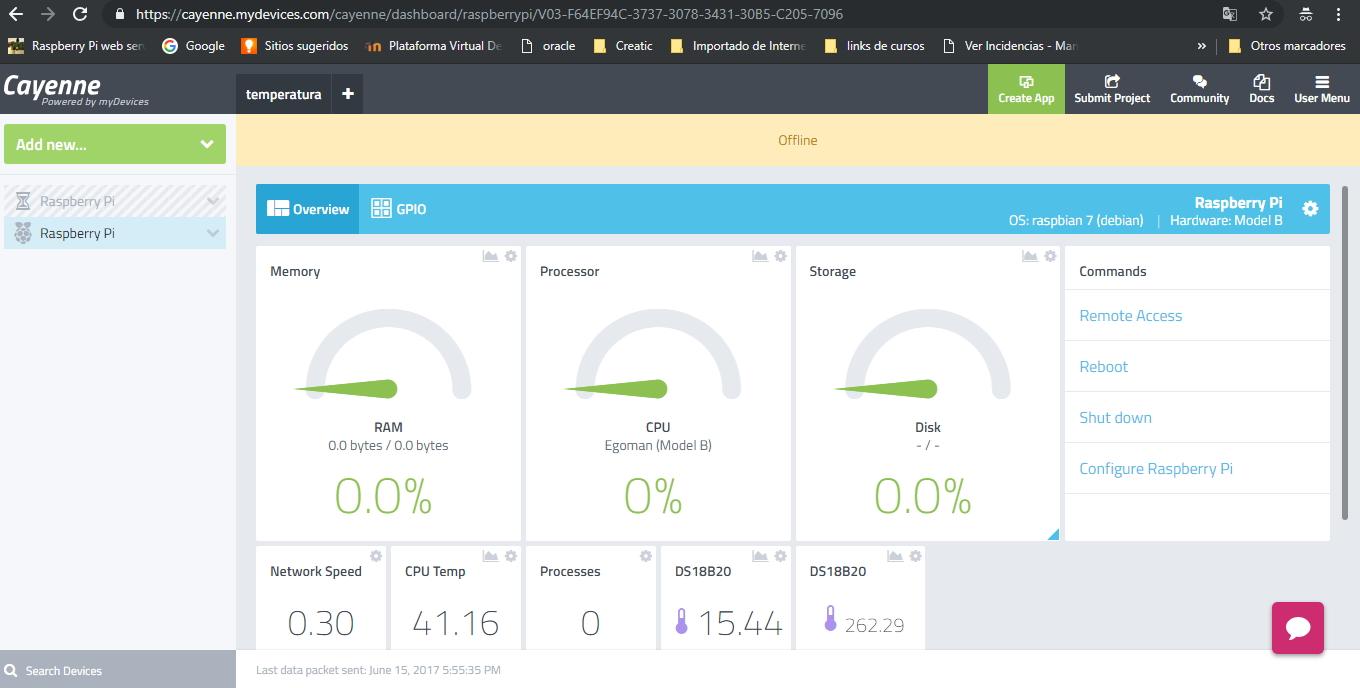 https://cayenne.mydevices.com/cayenne/dashboard/raspberrypi/V03-F64EF94C-3737-3078-3431-30B5-C205-7096
Raspberry Pi web ser Google Sitios sugeridos Plataforma Virtual De oracle Creatic Importado de Interne links de cursos Ver Incidencias - Man » Otros marcadores
Cayenne
Powered by myDevices
temperatura +
Create App Submit Project Community Docs User Menu
Add new...
Offline
Raspberry Pi
Raspberry Pi
Overview GPIO
Raspberry Pi
OS: raspbian 7 (debian) | Hardware: Model B
Memory
RAM
0.0 bytes / 0.0 bytes
0.0%
Processor
CPU
Egoman (Model B)
0%
Storage
Disk
- / -
0.0%
Commands
Remote Access
Reboot
Shut down
Configure Raspberry Pi
Network Speed
0.30
CPU Temp
41.16
Processes
0
DS18B20
15.44
DS18B20
262.29
Search Devices
Last data packet sent: June 15, 2017 5:55:35 PM